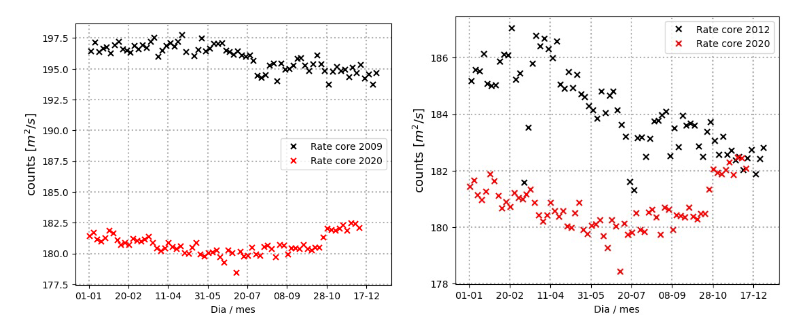 197.5
195.0
192.5
190.0
187.5
185.0
182.5
180.0
177.5
counts [m²/s]
Rate core 2009
Rate core 2020
01-01 20-02 11-04 31-05 20-07 08-09 28-10 17-12
Dia / mes
186
184
182
180
178
counts [m²/s]
Rate core 2012
Rate core 2020
01-01 20-02 11-04 31-05 20-07 08-09 28-10 17-12
Dia / mes